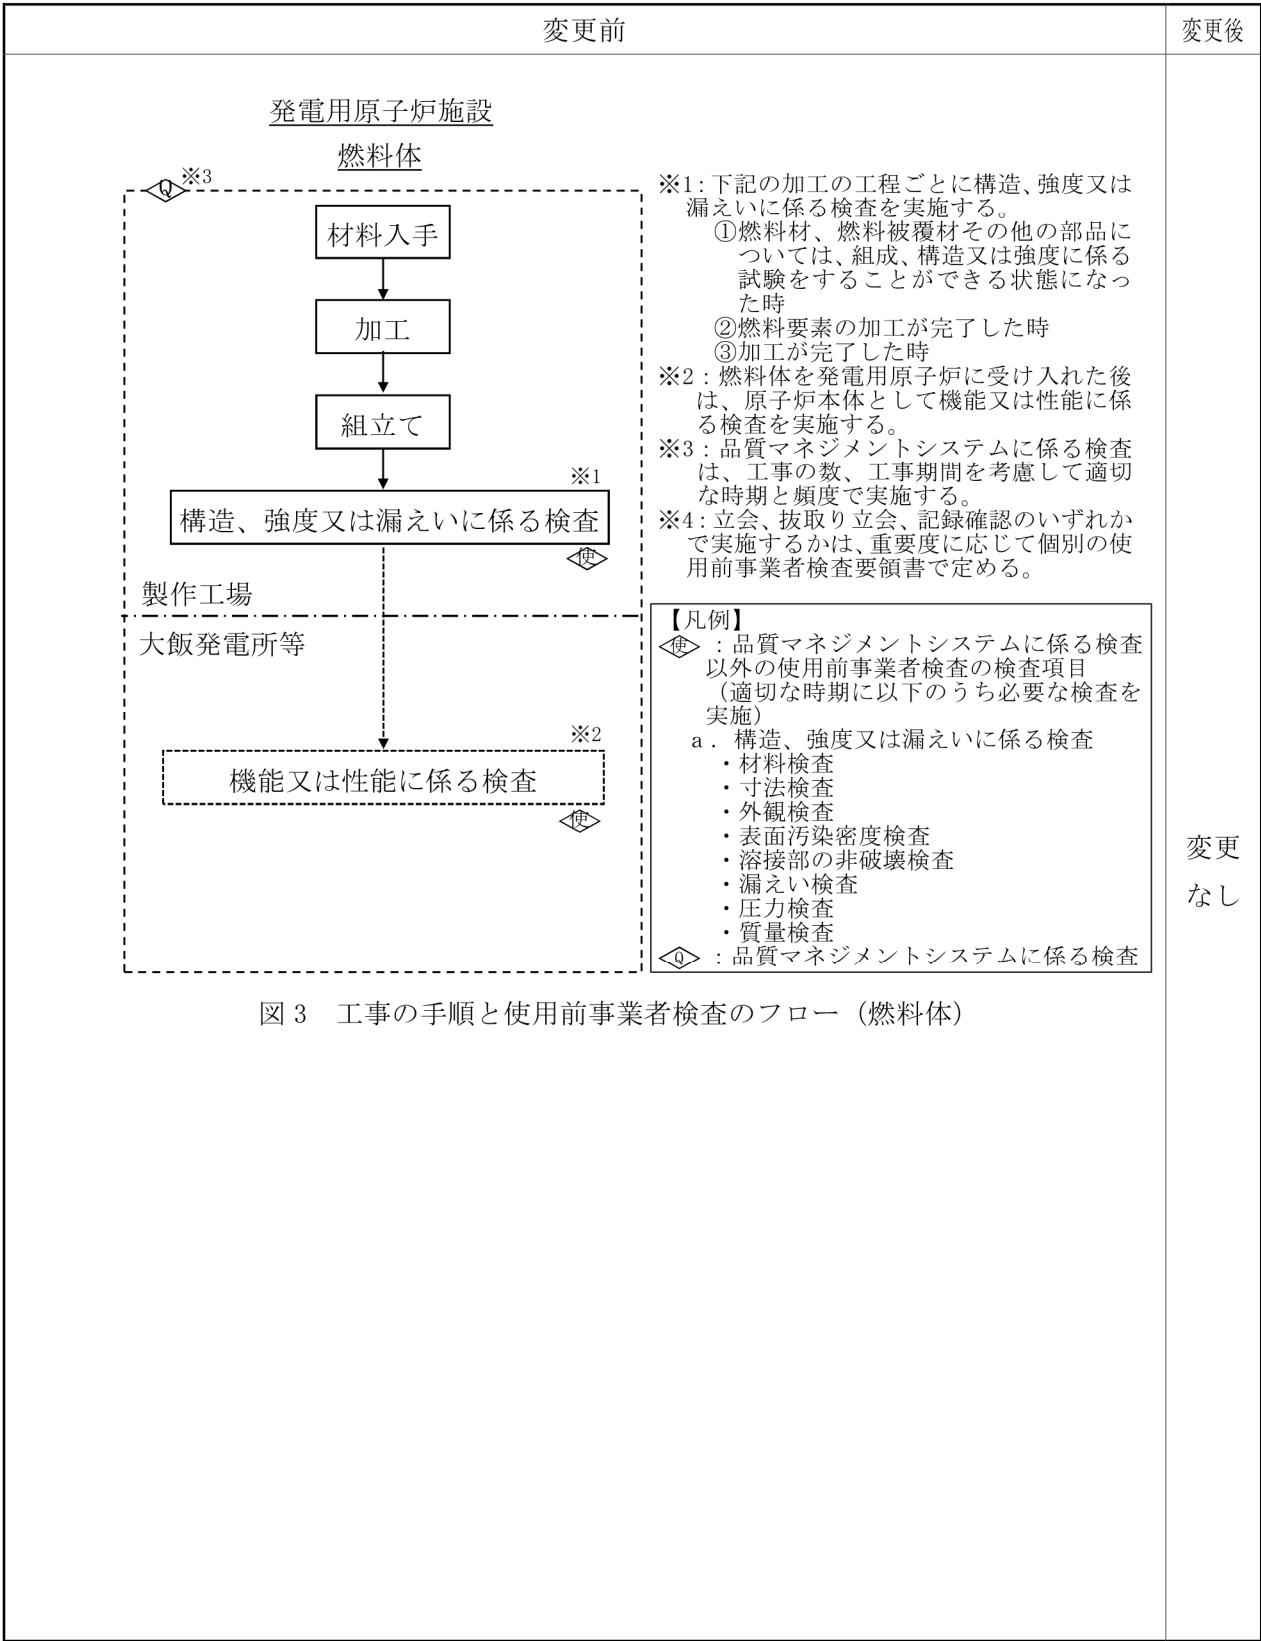 変更前
変更後
発電用原子炉施設
燃料体
Q
※3
材料入手
加工
組立て
※1
構造、強度又は漏えいに係る検査
使
製作工場
大飯発電所等
※2
機能又は性能に係る検査
使
※1:下記の加工の工程ごとに構造、強度又は
漏えいに係る検査を実施する。
①燃料材、燃料被覆材その他の部品に
ついては、組成、構造又は強度に係る
試験をすることができる状態になっ
た時
②燃料要素の加工が完了した時
③加工が完了した時
※2:燃料体を発電用原子炉に受け入れた後
は、原子炉本体として機能又は性能に係
る検査を実施する。
※3:品質マネジメントシステムに係る検査
は、工事の数、工事期間を考慮して適切
な時期と頻度で実施する。
※4:立会、抜取り立会、記録確認のいずれか
で実施するかは、重要度に応じて個別の使
用前事業者検査要領書で定める。
【凡例】
使 :品質マネジメントシステムに係る検査
以外の使用前事業者検査の検査項目
（適切な時期に以下のうち必要な検査を
実施）
a. 構造、強度又は漏えいに係る検査
・材料検査
・寸法検査
・外観検査
・表面汚染密度検査
・溶接部の非破壊検査
・漏えい検査
・圧力検査
・質量検査
Q :品質マネジメントシステムに係る検査
変更
なし
図3 工事の手順と使用前事業者検査のフロー（燃料体）